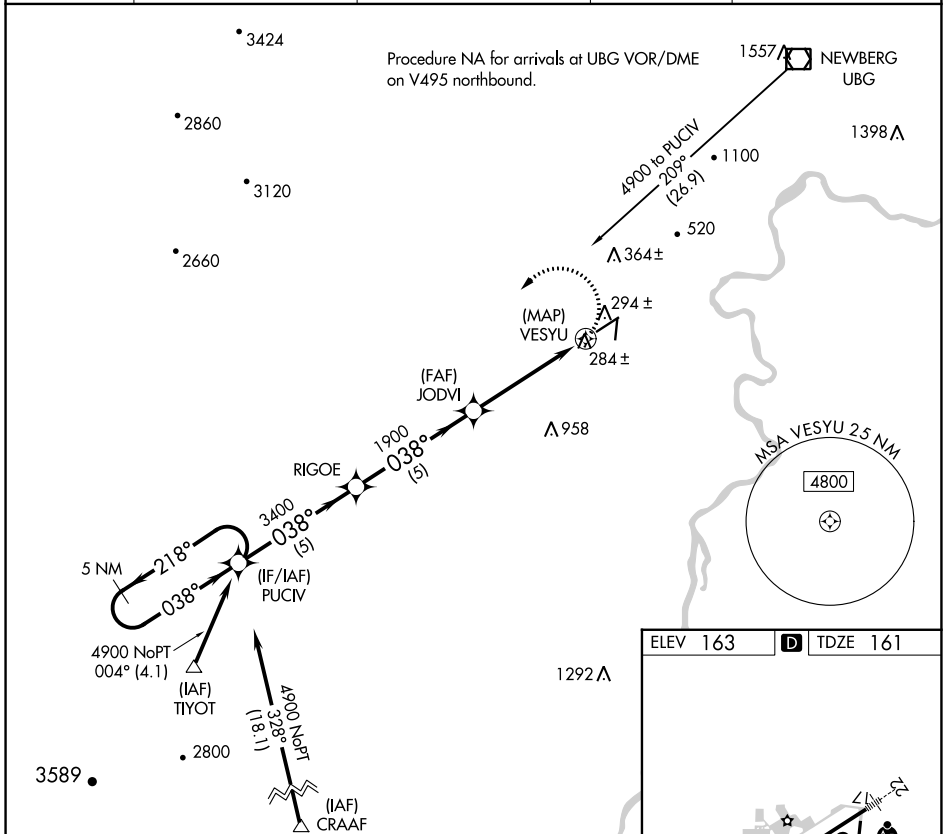 3424
Procedure NA for arrivals at UBG VOR/DME
on V495 northbound.
1557
NEWBERG
UBG
2860
1398
4900 to PUCIV
209°
(26.9)
1100
3120
520
2660
364±
294 ±
(MAP)
VESYU
284 ±
(FAF)
JODVI
958
1900
038°
(5)
MSA VESYU 25 NM
4800
RIGOE
3400
038°
(5)
5 NM
218°
038°
(IF/IAF)
PUCIV
4900 NoPT
004° (4.1)
(IAF)
TIYOT
4900 NoPT
328°
(18.1)
1292
ELEV 163 D TDZE 161
2800
3589
(IAF)
CRAAF
17
22